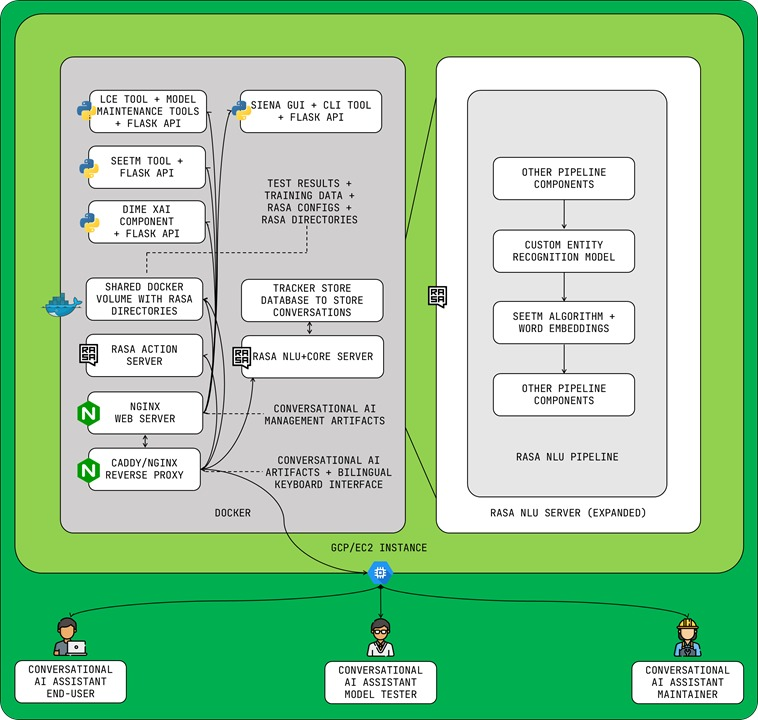 LCE TOOL + MODEL
MAINTENANCE TOOLS
+ FLASK API
SIENA GUI + CLI TOOL
+ FLASK API
SEETM TOOL +
FLASK API
DIME XAI
COMPONENT
+ FLASK API
TEST RESULTS +
TRAINING DATA +
RASA CONFIGS +
RASA DIRECTORIES
SHARED DOCKER
VOLUME WITH RASA
DIRECTORIES
TRACKER STORE
DATABASE TO STORE
CONVERSATIONS
RASA
RASA ACTION
SERVER
RASA
RASA NLU+CORE SERVER
N
NGINX
WEB SERVER
CONVERSATIONAL AI
MANAGEMENT ARTIFACTS
N
CADDY/NGINX
REVERSE PROXY
CONVERSATIONAL AI
ARTIFACTS + BILINGUAL
KEYBOARD INTERFACE
DOCKER
RASA
OTHER PIPELINE
COMPONENTS
CUSTOM ENTITY
RECOGNITION MODEL
SEETM ALGORITHM +
WORD EMBEDDINGS
OTHER PIPELINE
COMPONENTS
RASA NLU PIPELINE
RASA NLU SERVER (EXPANDED)
GCP/EC2 INSTANCE
CONVERSATIONAL
AI ASSISTANT
END-USER
CONVERSATIONAL
AI ASSISTANT
MODEL TESTER
CONVERSATIONAL
AI ASSISTANT
MAINTAINER